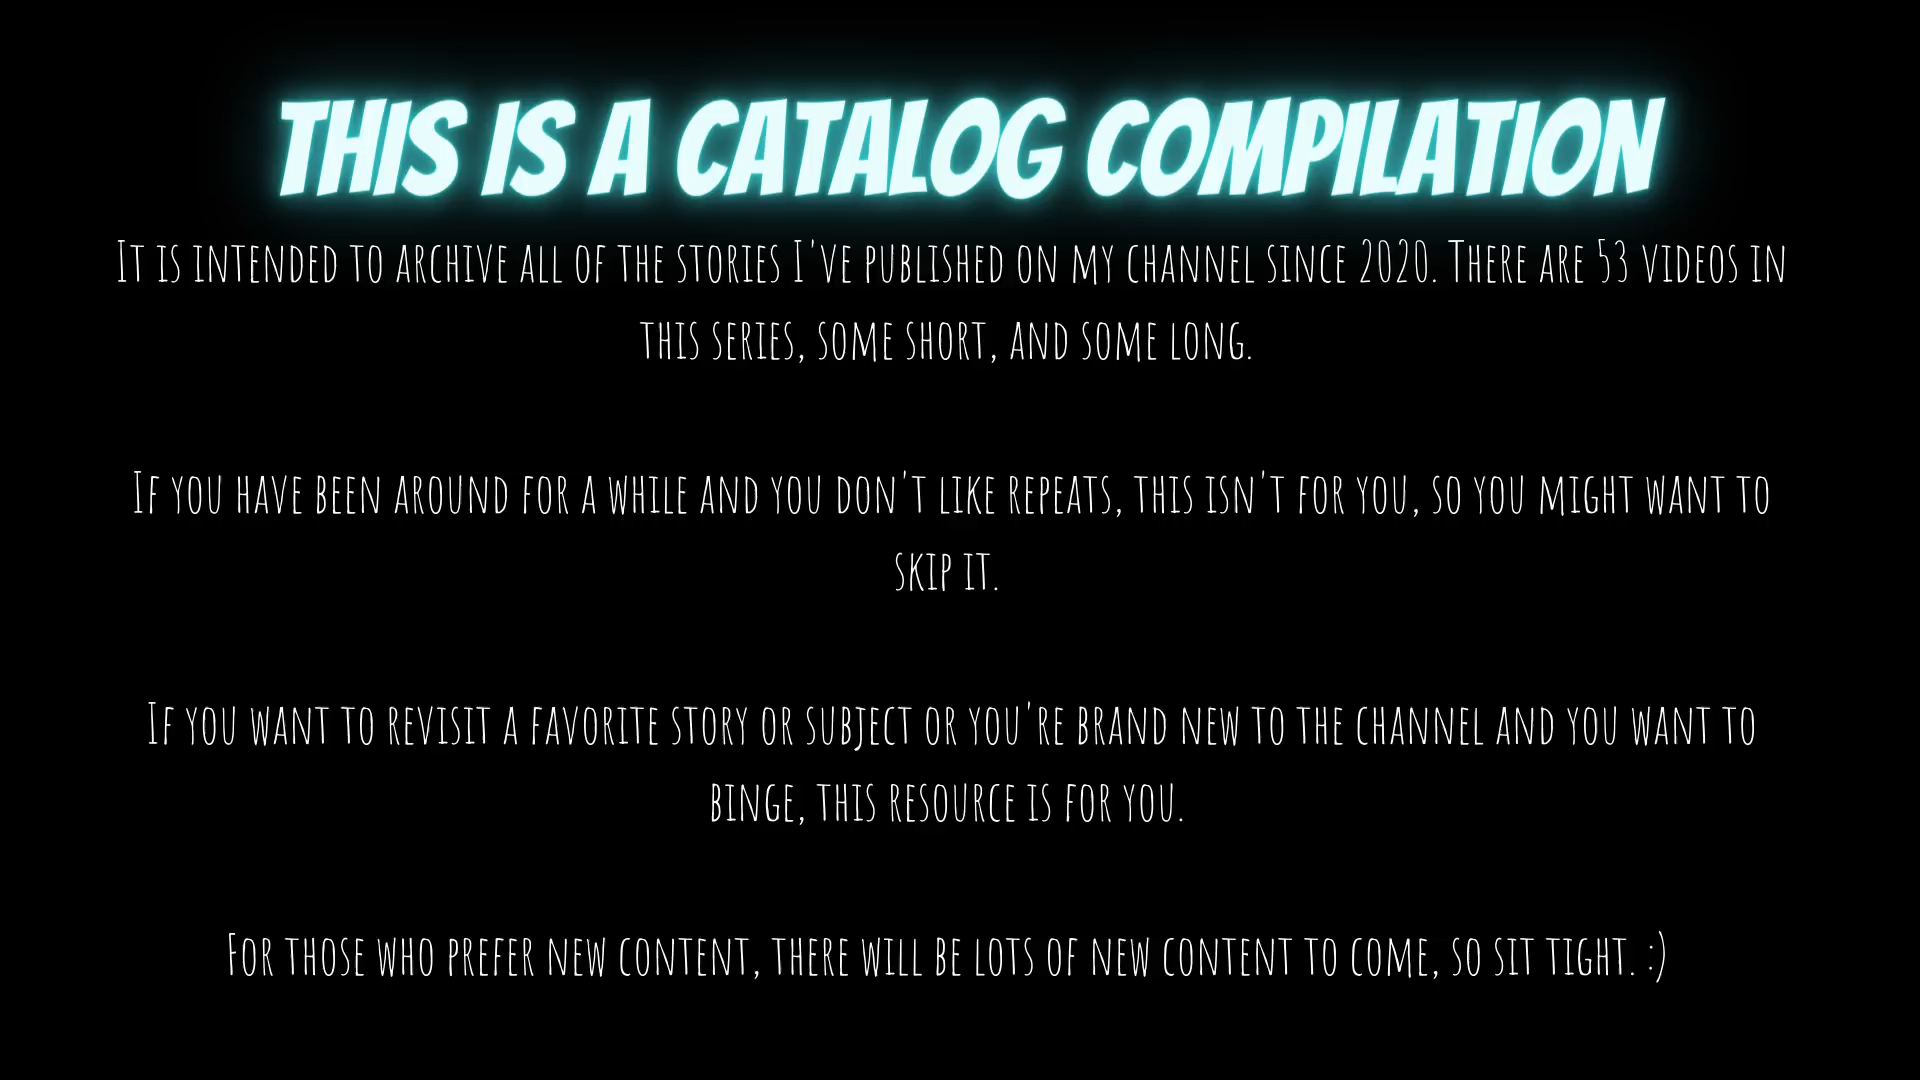 THIS IS A CATALOG COMPILATION
IT IS INTENDED TO ARCHIVE ALL OF THE STORIES I'VE PUBLISHED ON MY CHANNEL SINCE 2020. THERE ARE 53 VIDEOS IN
THIS SERIES, SOME SHORT, AND SOME LONG.
IF YOU HAVE BEEN AROUND FOR A WHILE AND YOU DON'T LIKE REPEATS, THIS ISN'T FOR YOU, SO YOU MIGHT WANT TO
SKIP IT.
IF YOU WANT TO REVISIT A FAVORITE STORY OR SUBJECT OR YOU'RE BRAND NEW TO THE CHANNEL AND YOU WANT TO
BINGE, THIS RESOURCE IS FOR YOU.
FOR THOSE WHO PREFER NEW CONTENT, THERE WILL BE LOTS OF NEW CONTENT TO COME, SO SIT TIGHT. :)